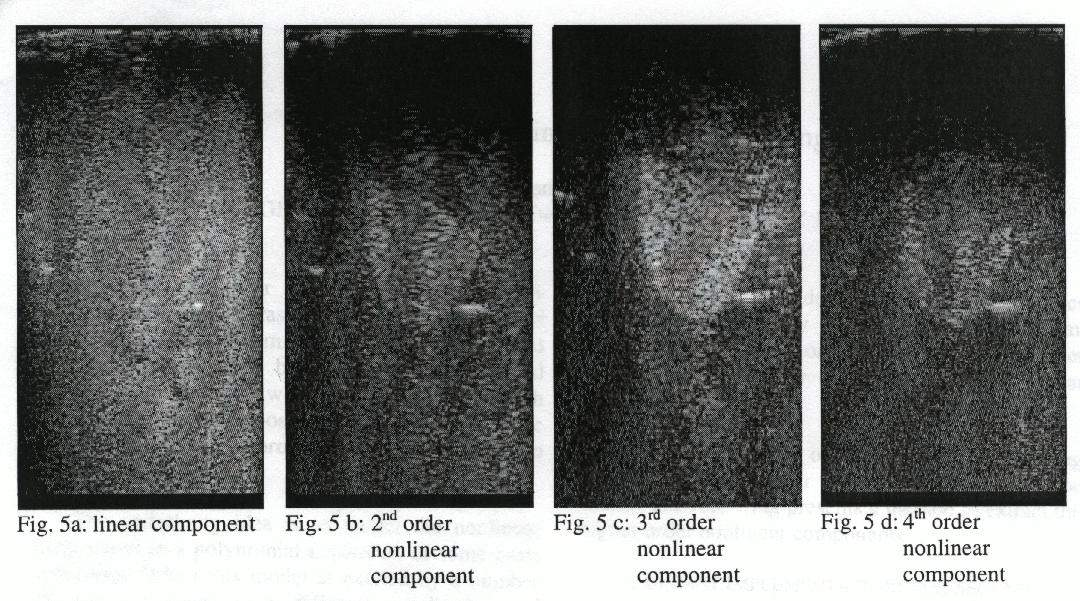 Fig. 5a: linear component
Fig. 5 b: 2nd order
nonlinear
component
Fig. 5 c: 3rd order
nonlinear
component
Fig. 5 d: 4th order
nonlinear
component